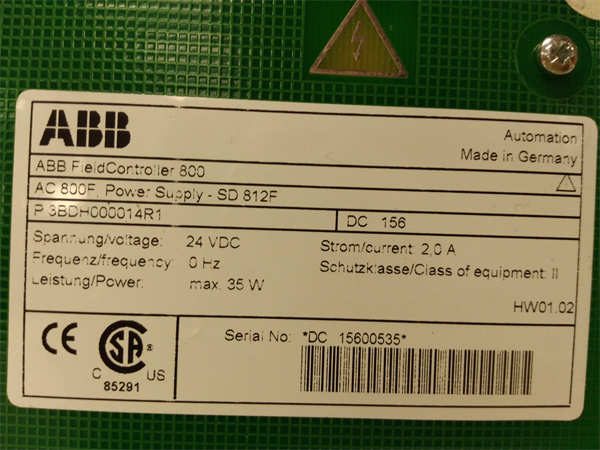 ABB
Automation
Made in Germany
ABB FieldController 800
AC 800F, Power Supply - SD 812F
P 3BDH000014R1
DC 156
Spannung/voltage: 24 VDC
Strom/current: 2,0 A
Frequenz/frequency: 0 Hz
Schutzklasse/Class of equipment: II
Leistung/Power: max. 35 W
HW01.02
CE
SA ®
C US
85291
Serial No: *DC 15600535*